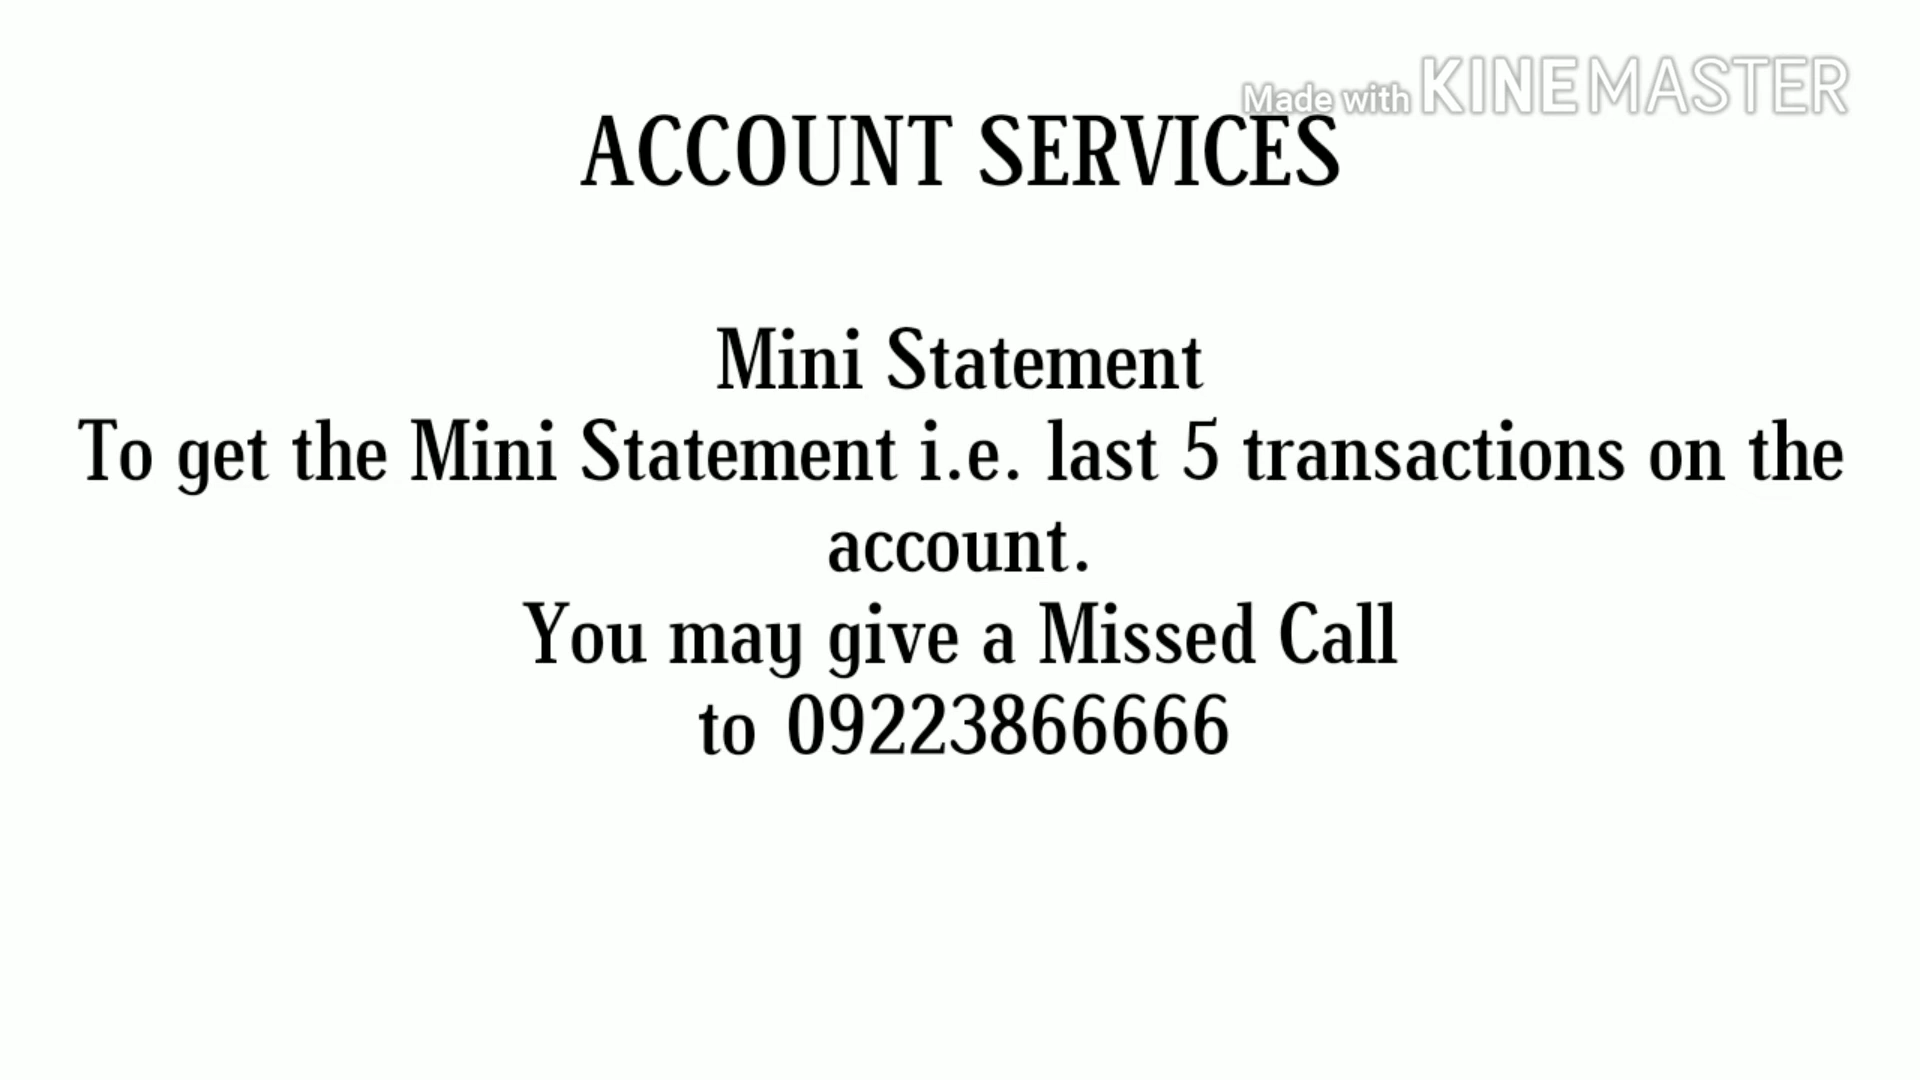 Made with KINEMASTER
ACCOUNT SERVICES
Mini Statement
To get the Mini Statement i.e. last 5 transactions on the
account.
You may give a Missed Call
to 09223866666